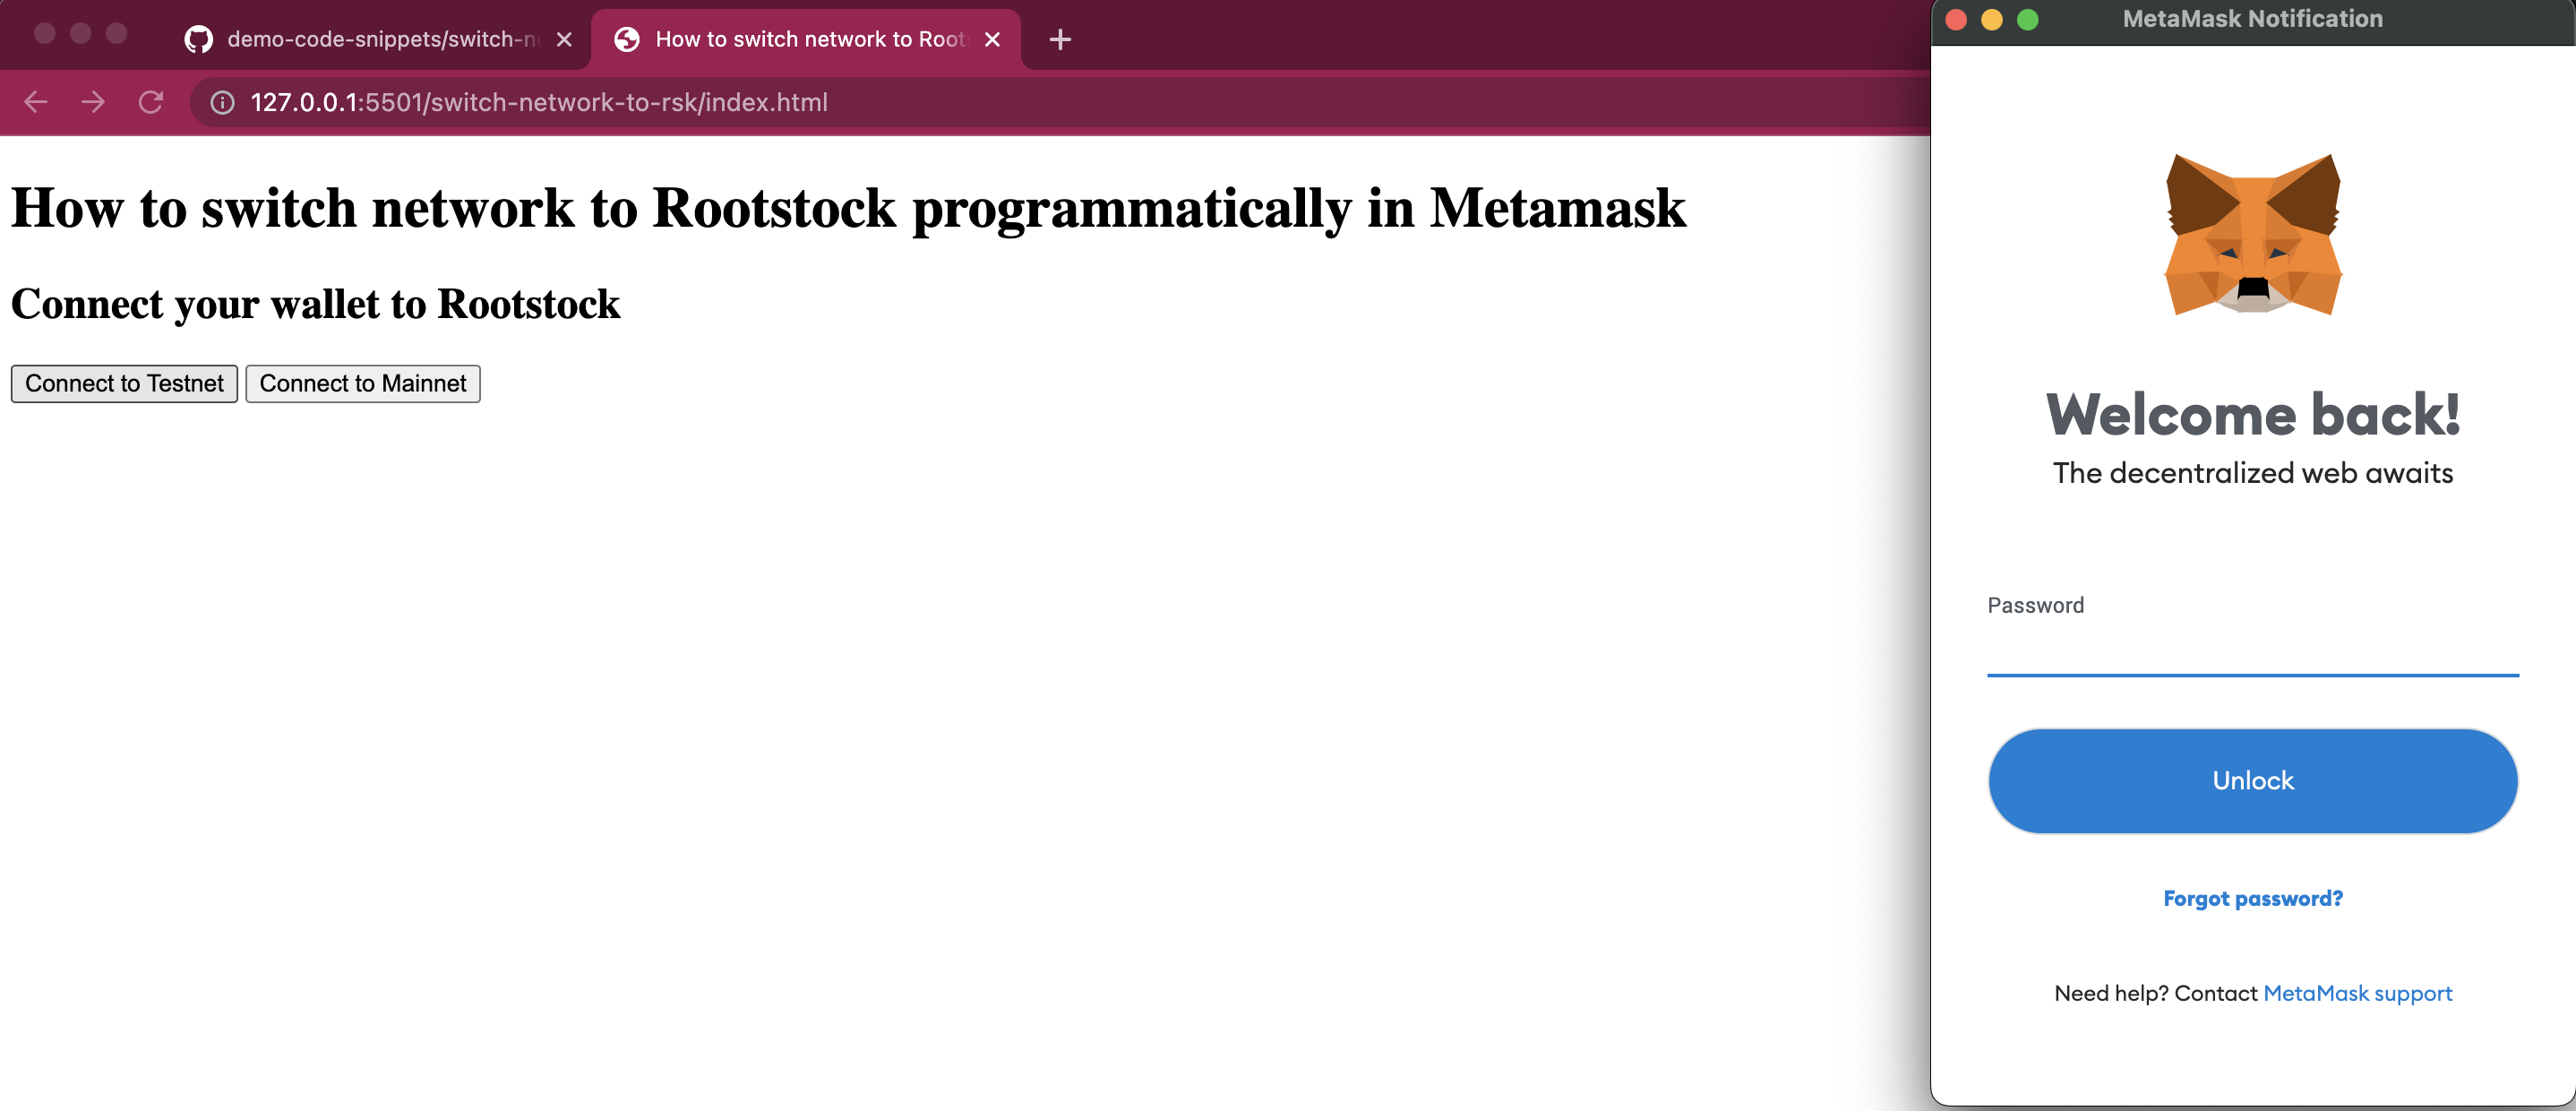 demo-code-snippets/switch-n
How to switch network to Root
127.0.0.1:5501/switch-network-to-rsk/index.html
How to switch network to Rootstock programmatically in Metamask
Connect your wallet to Rootstock
Connect to Testnet
Connect to Mainnet
MetaMask Notification
Welcome back!
The decentralized web awaits
Password
Unlock
Forgot password?
Need help? Contact MetaMask support